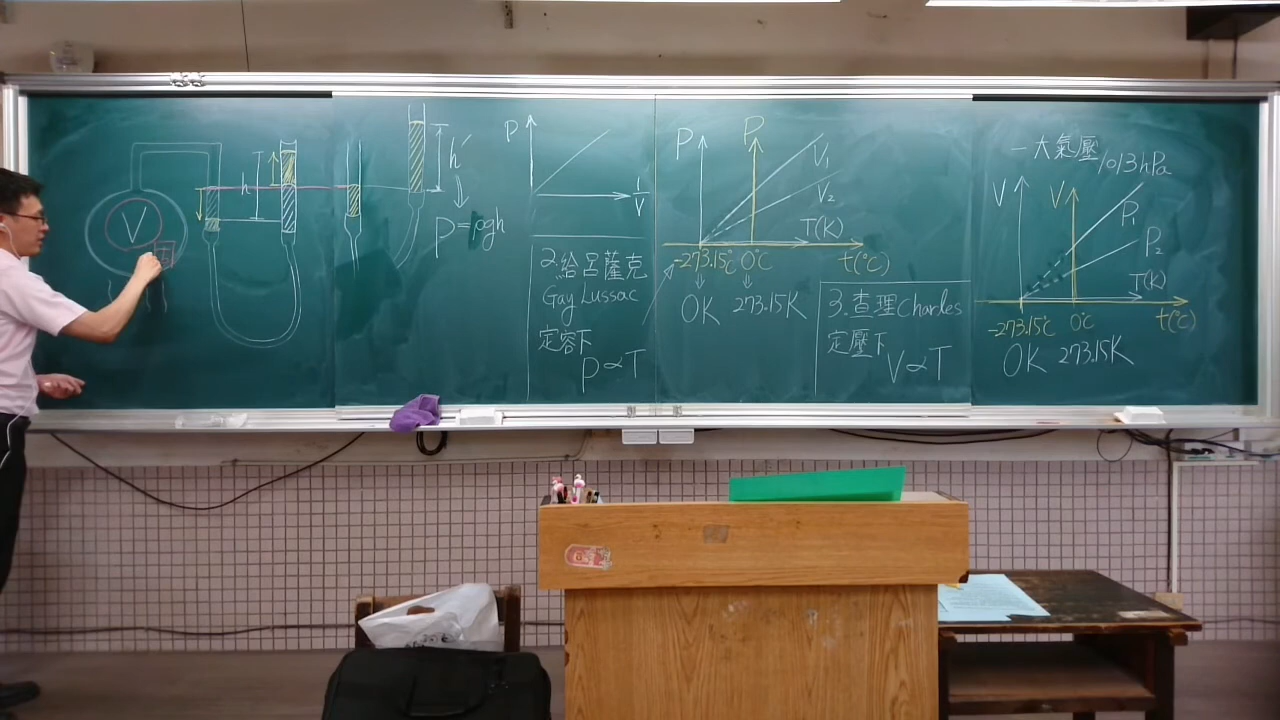 V
h
h′
P=ρgh
P
1/V
2.給呂薩克
Gay Lussac
定容下
P∝T
P
P
V₁
V₂
T(K)
t(°C)
-273.15°C
0°C
0K
273.15K
3.查理Charles
定壓下
V∝T
一大氣壓
1013hPa
V
V
P₁
P₂
T(K)
t(°C)
-273.15°C
0°C
0K
273.15K